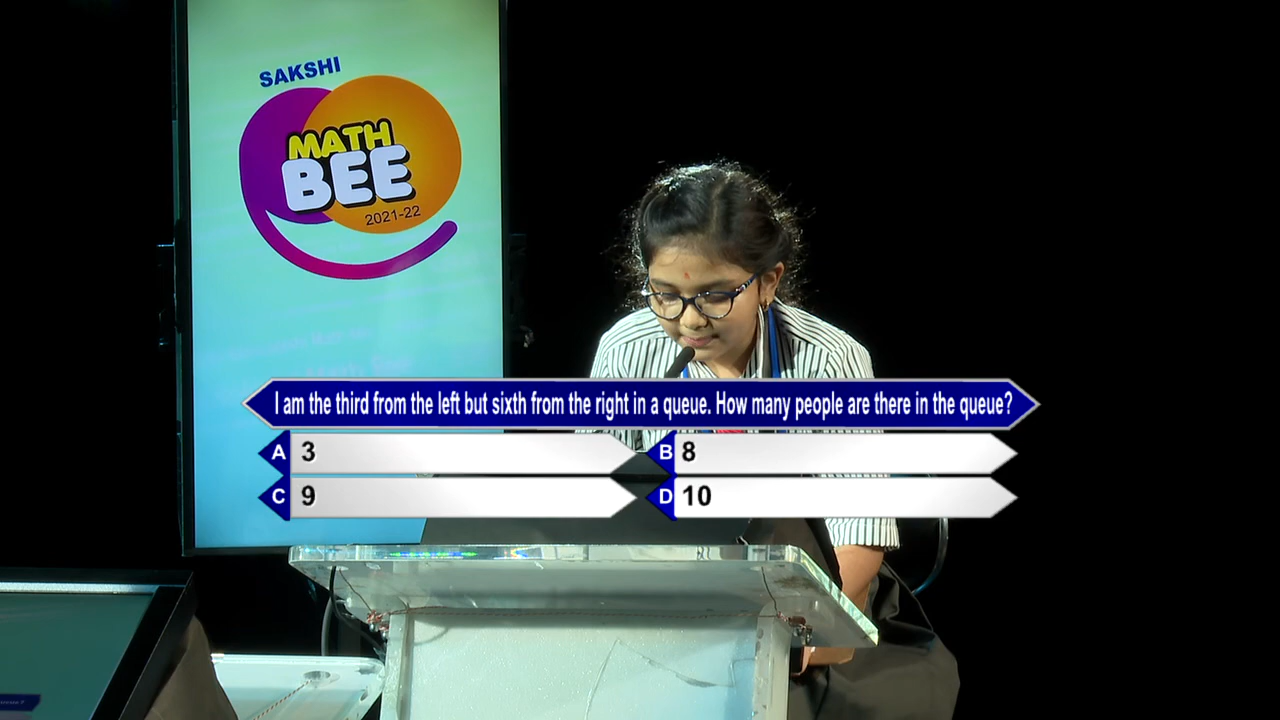 SAKSHI
MATH
BEE
2021-22
I am the third from the left but sixth from the right in a queue. How many people are there in the queue?
A 3
B 8
C 9
D 10